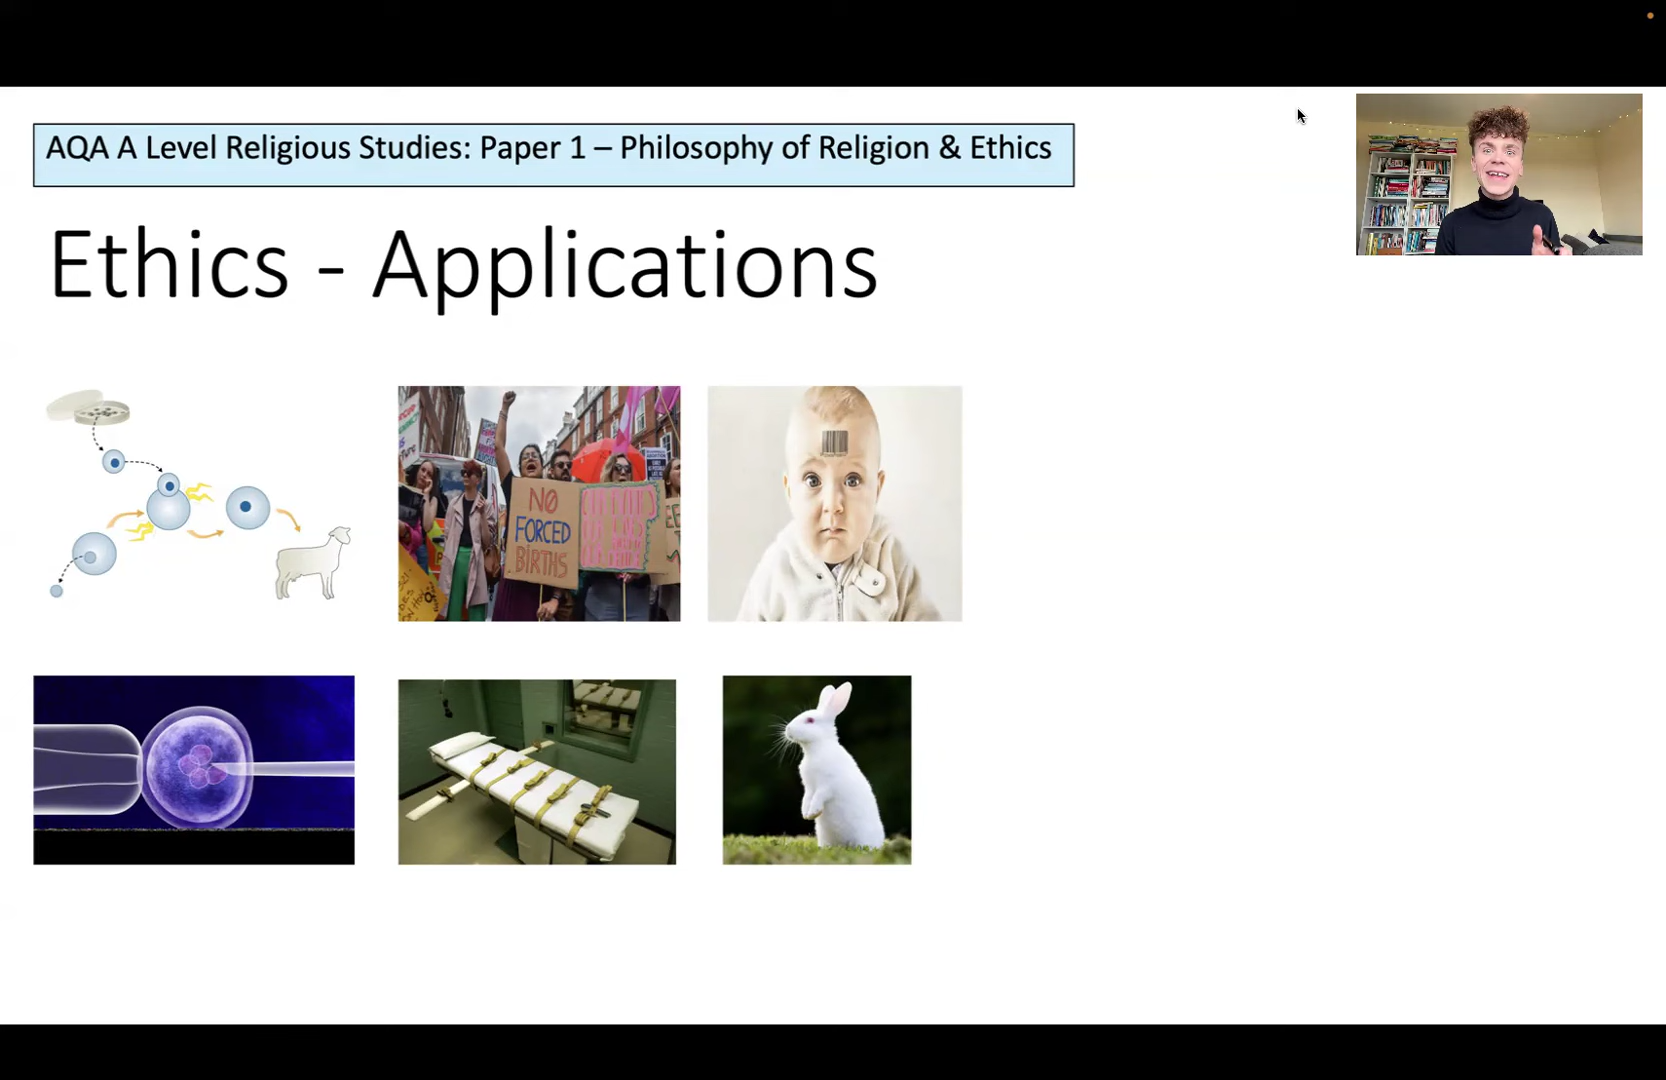 AQA A Level Religious Studies: Paper 1 – Philosophy of Religion & Ethics
Ethics - Applications
NO
FORCED
BIRTHS